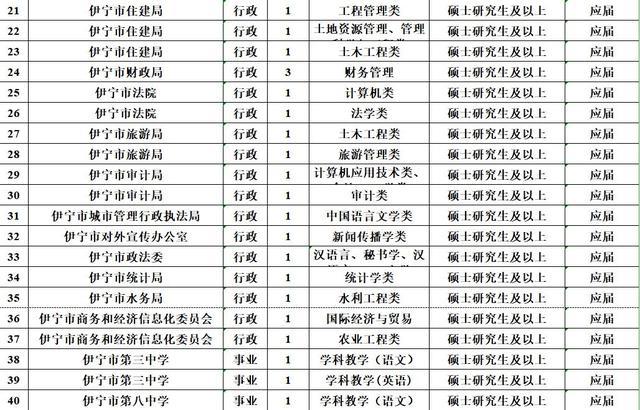 21 伊宁市住建局 行政 1 工程管理类 硕士研究生及以上 应届
22 伊宁市住建局 行政 1 土地资源管理、管理 硕士研究生及以上 应届
23 伊宁市住建局 行政 1 土木工程类 硕士研究生及以上 应届
24 伊宁市财政局 行政 3 财务管理 硕士研究生及以上 应届
25 伊宁市法院 行政 1 计算机类 硕士研究生及以上 应届
26 伊宁市法院 行政 1 法学类 硕士研究生及以上 应届
27 伊宁市旅游局 行政 1 土木工程类 硕士研究生及以上 应届
28 伊宁市旅游局 行政 1 旅游管理类 硕士研究生及以上 应届
29 伊宁市审计局 行政 1 计算机应用技术类、 硕士研究生及以上 应届
30 伊宁市审计局 行政 1 审计类 硕士研究生及以上 应届
31 伊宁市城市管理行政执法局 行政 1 中国语言文学类 硕士研究生及以上 应届
32 伊宁市对外宣传办公室 行政 1 新闻传播学类 硕士研究生及以上 应届
33 伊宁市政法委 行政 1 汉语言、秘书学、汉 硕士研究生及以上 应届
34 伊宁市统计局 行政 1 统计学类 硕士研究生及以上 应届
35 伊宁市水务局 行政 1 水利工程类 硕士研究生及以上 应届
36 伊宁市商务和经济信息化委员会 行政 1 国际经济与贸易 硕士研究生及以上 应届
37 伊宁市商务和经济信息化委员会 行政 1 农业工程类 硕士研究生及以上 应届
38 伊宁市第三中学 事业 1 学科教学（语文） 硕士研究生及以上 应届
39 伊宁市第三中学 事业 1 学科教学(英语) 硕士研究生及以上 应届
40 伊宁市第八中学 事业 1 学科教学（语文） 硕士研究生及以上 应届